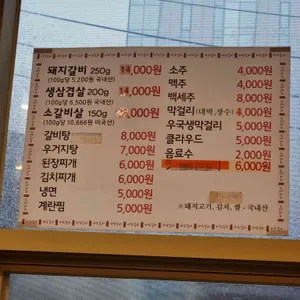 돼지갈비 250g 14,000원
(100g당 5,200원 국내산)
생삼겹살 200g 14,000원
(100g당 6,500원 국내산)
소갈비살 150g
(100g당 10,666원 미국산)
갈비탕 8,000원
우거지탕 7,000원
된장찌개 6,000원
김치찌개 6,000원
냉면 5,000원
계란찜 5,000원
소주 4,000원
맥주 4,000원
백세주 8,000원
막걸리(대박,장수) 4,000원
우국생막걸리 5,000원
클라우드 5,000원
음료수 2,000원
6,000원
※돼지고기, 김치, 쌀 - 국내산